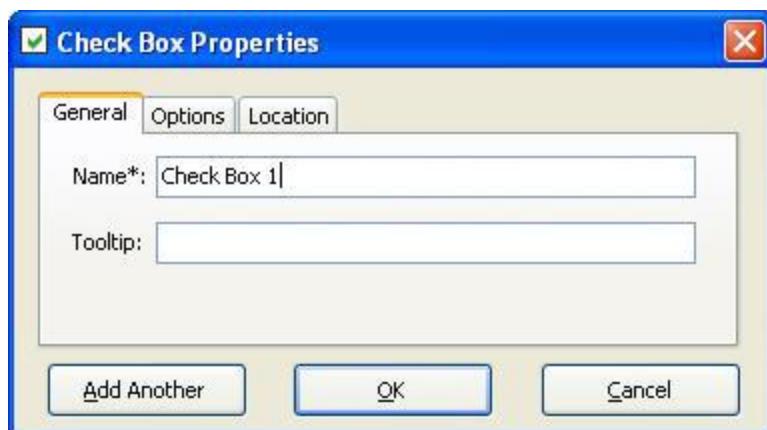 Check Box Properties
General Options Location
Name*: Check Box 1
Tooltip:
Add Another OK Cancel